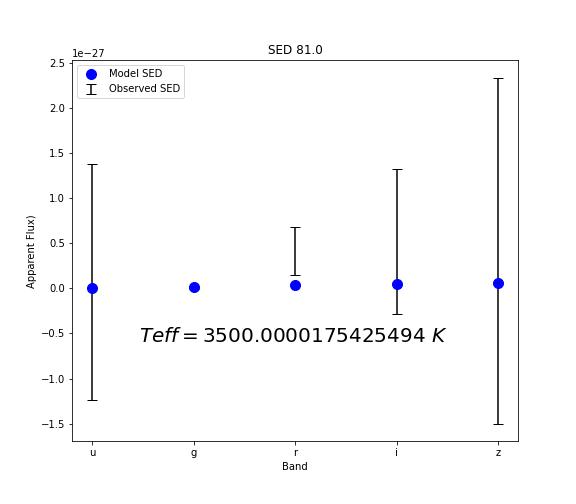 SED 81.0
1e−27
2.5
2.0
1.5
1.0
0.5
0.0
−0.5
−1.0
−1.5
Apparent Flux)
Model SED
Observed SED
Teff = 3500.0000175425494 K
u g r i z
Band